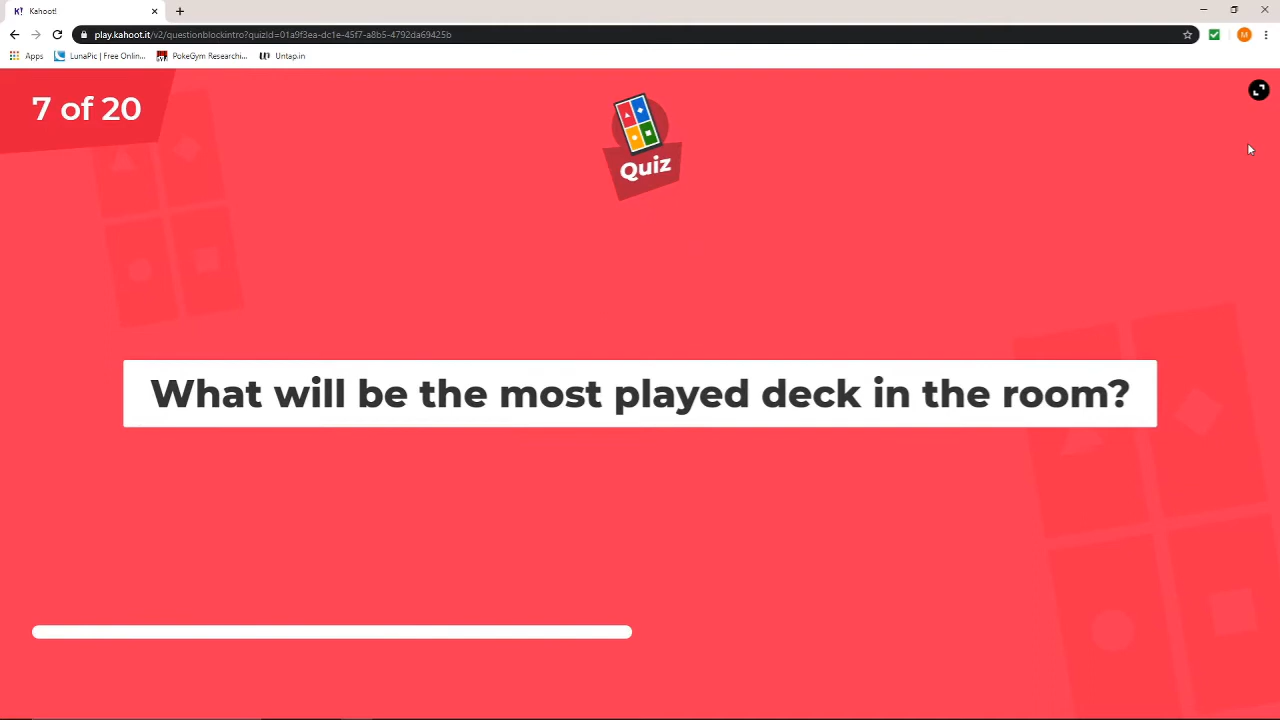 Kahoot!
play.kahoot.it/v2/questionblockintro?quizId=01a9f3ea-dc1e-45f7-a8b5-4792da69425b
M
Apps
LunaPic | Free Onlin...
PokeGym Researchi...
Untap.in
7 of 20
Quiz
What will be the most played deck in the room?